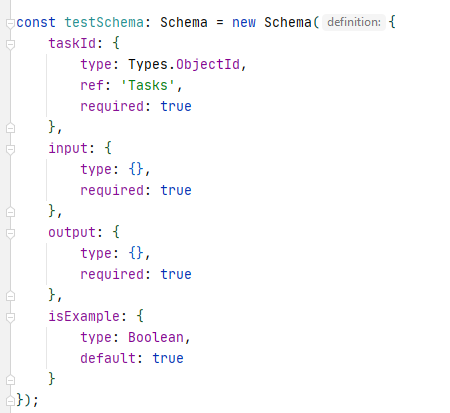 const testSchema: Schema = new Schema( definition: {
    taskId: {
        type: Types.ObjectId,
        ref: 'Tasks',
        required: true
    },
    input: {
        type: {},
        required: true
    },
    output: {
        type: {},
        required: true
    },
    isExample: {
        type: Boolean,
        default: true
    }
});